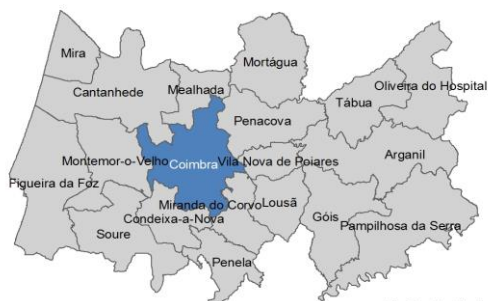 Mira
Mortágua
Oliveira do Hospital
Cantanhede
Mealhada
Tábua
Penacova
Montemor-o-Velho
Coimbra
Vila Nova de Poiares
Arganil
Figueira da Foz
Miranda do Corvo
Lousã
Condeixa-a-Nova
Góis
Pampilhosa da Serra
Soure
Penela